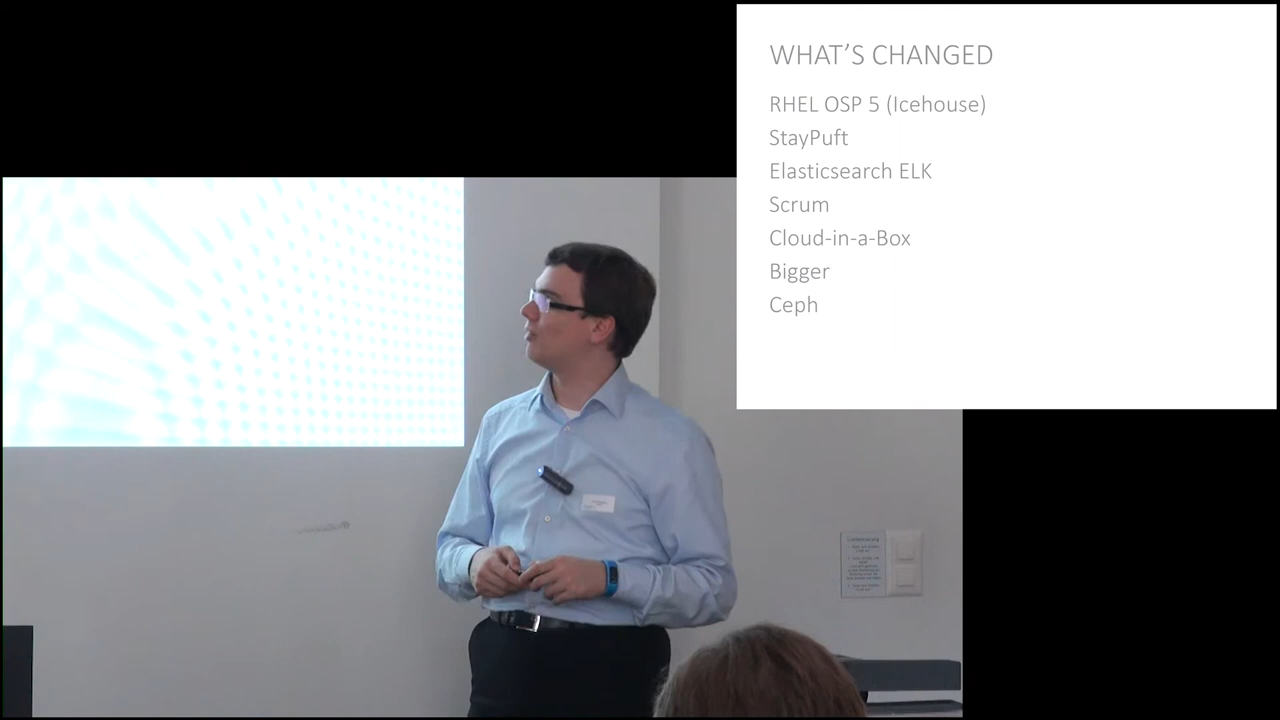 WHAT'S CHANGED
RHEL OSP 5 (Icehouse)
StayPuft
Elasticsearch ELK
Scrum
Cloud-in-a-Box
Bigger
Ceph